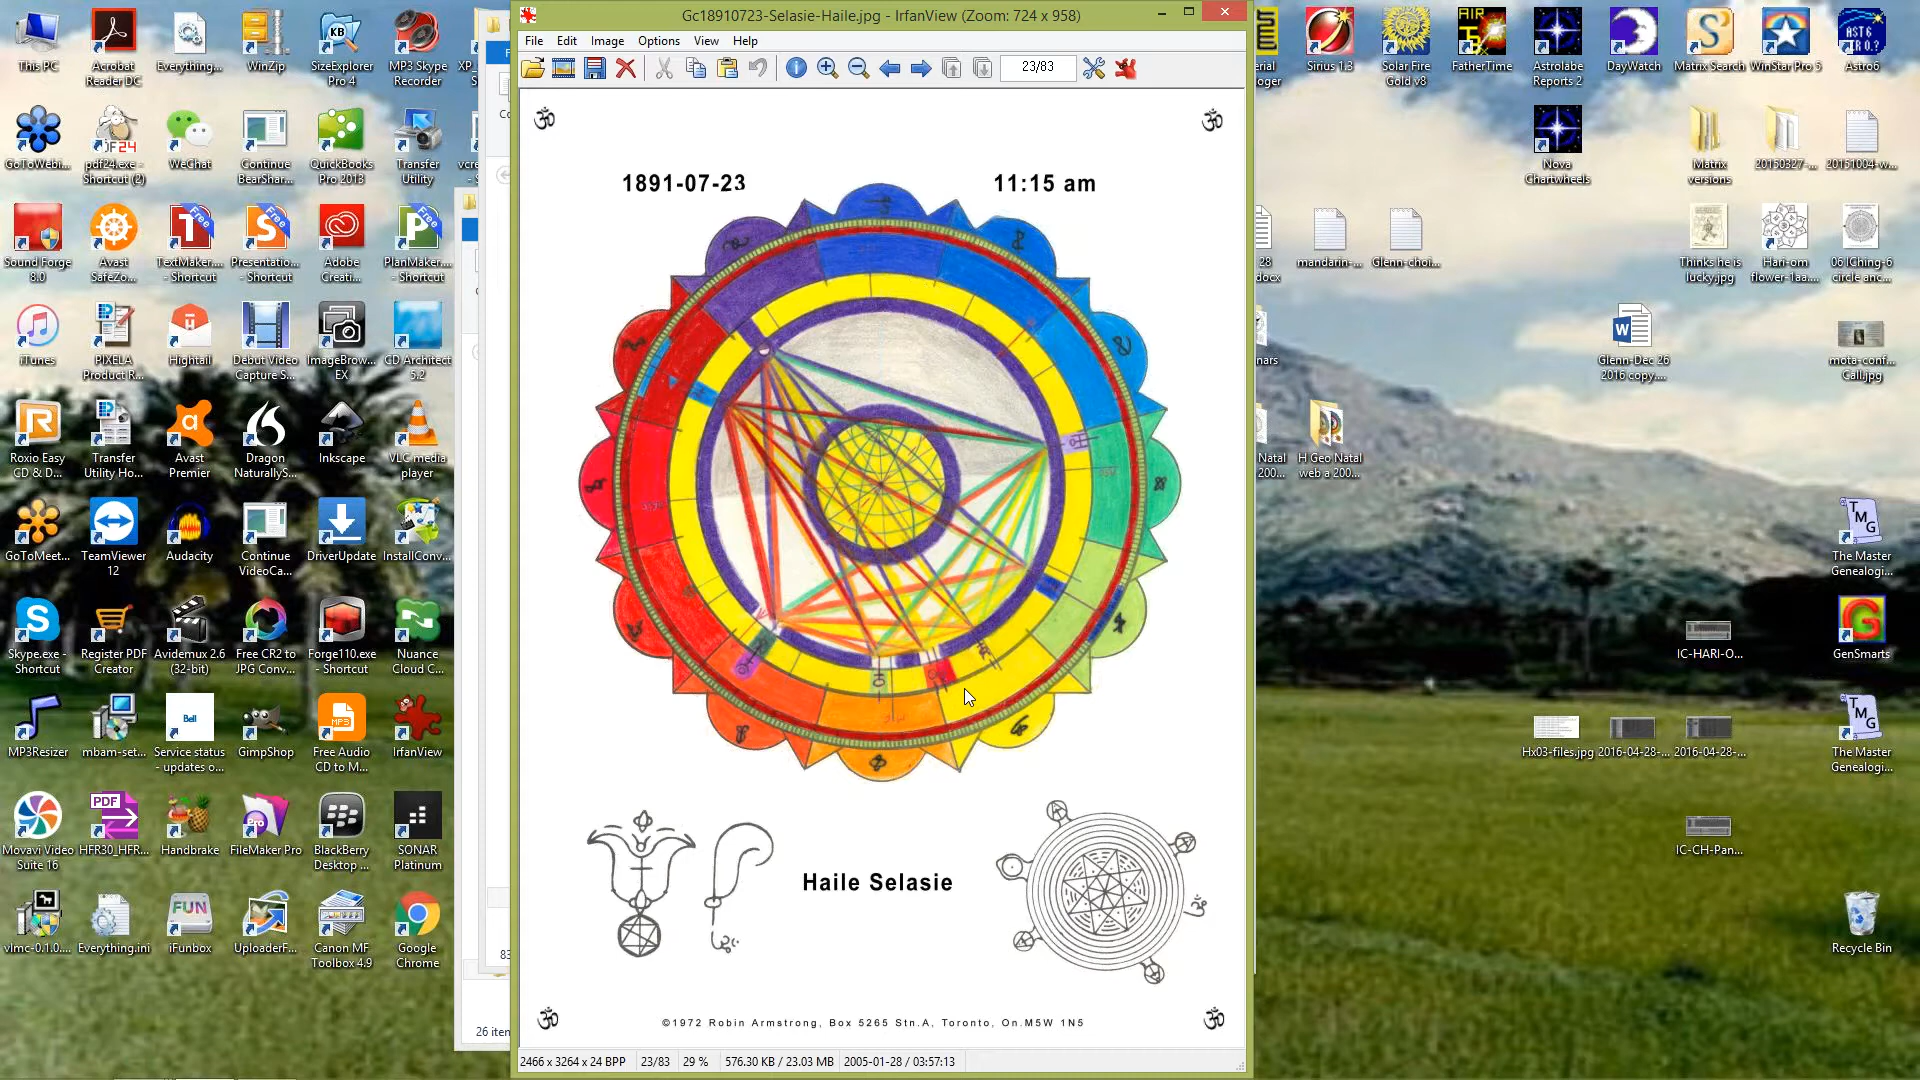 Gc18910723-Selasie-Haile.jpg - IrfanView (Zoom: 724 x 958)
File Edit Image Options View Help
23/83
1891-07-23
11:15 am
Haile Selasie
©1972 Robin Armstrong, Box 5265 Stn.A, Toronto, On.M5W 1N5
2466 x 3264 x 24 BPP 23/83 29 % 576.30 KB / 23.03 MB 2005-01-28 / 03:57:13
26 item
This PC
Acrobat Reader DC
Everything...
WinZip
SizeExplorer Pro 4
MP3 Skype Recorder
GoToWebi...
pdf24.exe - Shortcut (2)
WeChat
Continue BearShar...
QuickBooks Pro 2013
Transfer Utility
Sound Forge 8.0
Avast SafeZo...
TextMaker... - Shortcut
Presentatio... - Shortcut
Adobe Creati...
PlanMaker... - Shortcut
iTunes
PIXELA Product R...
Hightail
Debut Video Capture S...
ImageBrow... EX
CD Architect 5.2
Roxio Easy CD & D...
Transfer Utility Ho...
Avast Premier
Dragon NaturallyS...
Inkscape
VLC media player
GoToMeet...
TeamViewer 12
Audacity
Continue VideoCa...
DriverUpdate
InstallConv...
Skype.exe - Shortcut
Register PDF Creator
Avidemux 2.6 (32-bit)
Free CR2 to JPG Conv...
Forge110.exe - Shortcut
Nuance Cloud C...
MP3Resizer
mbam-set...
Service status - updates o...
GimpShop
Free Audio CD to M...
IrfanView
Movavi Video Suite 16
HFR30_HFR...
Handbrake
FileMaker Pro
BlackBerry Desktop ...
SONAR Platinum
vlmc-0.1.0....
Everything.ini
iFunbox
UploaderF...
Canon MF Toolbox 4.9
Google Chrome
Sirius 1.3
Solar Fire Gold v8
FatherTime
Astrolabe Reports 2
DayWatch
Matrix Search
WinStar Pro 5
Astro6
Nova Chartwheels
Matrix versions
20150327-...
20151004-w...
mandarin-...
Glenn-choi...
Thinks he is lucky.jpg
Hari-om flower-1aa....
06 IChing-6 circle anc...
Glenn-Dec 26 2016 copy....
mota-conf... Call.jpg
H Geo Natal web a 200...
The Master Genealogi...
IC-HARI-O...
GenSmarts
Hx03-files.jpg
2016-04-28-...
2016-04-28-...
The Master Genealogi...
IC-CH-Pan...
Recycle Bin